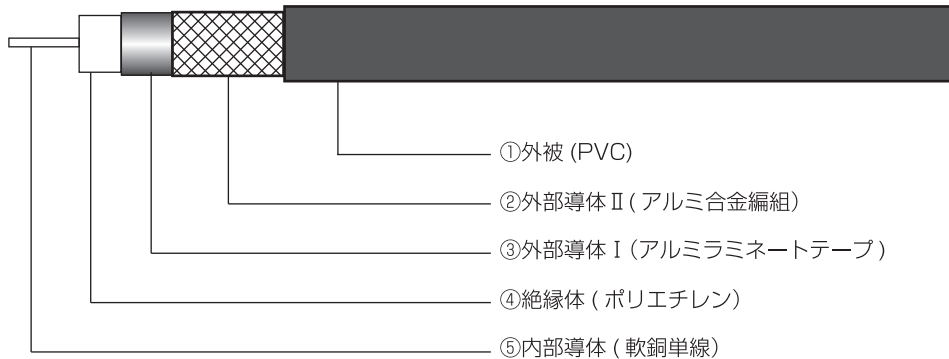 ①外被 (PVC)
②外部導体Ⅱ ( アルミ合金編組）
③外部導体Ⅰ（アルミラミネートテープ )
④絶縁体 ( ポリエチレン）
⑤内部導体 ( 軟銅単線）